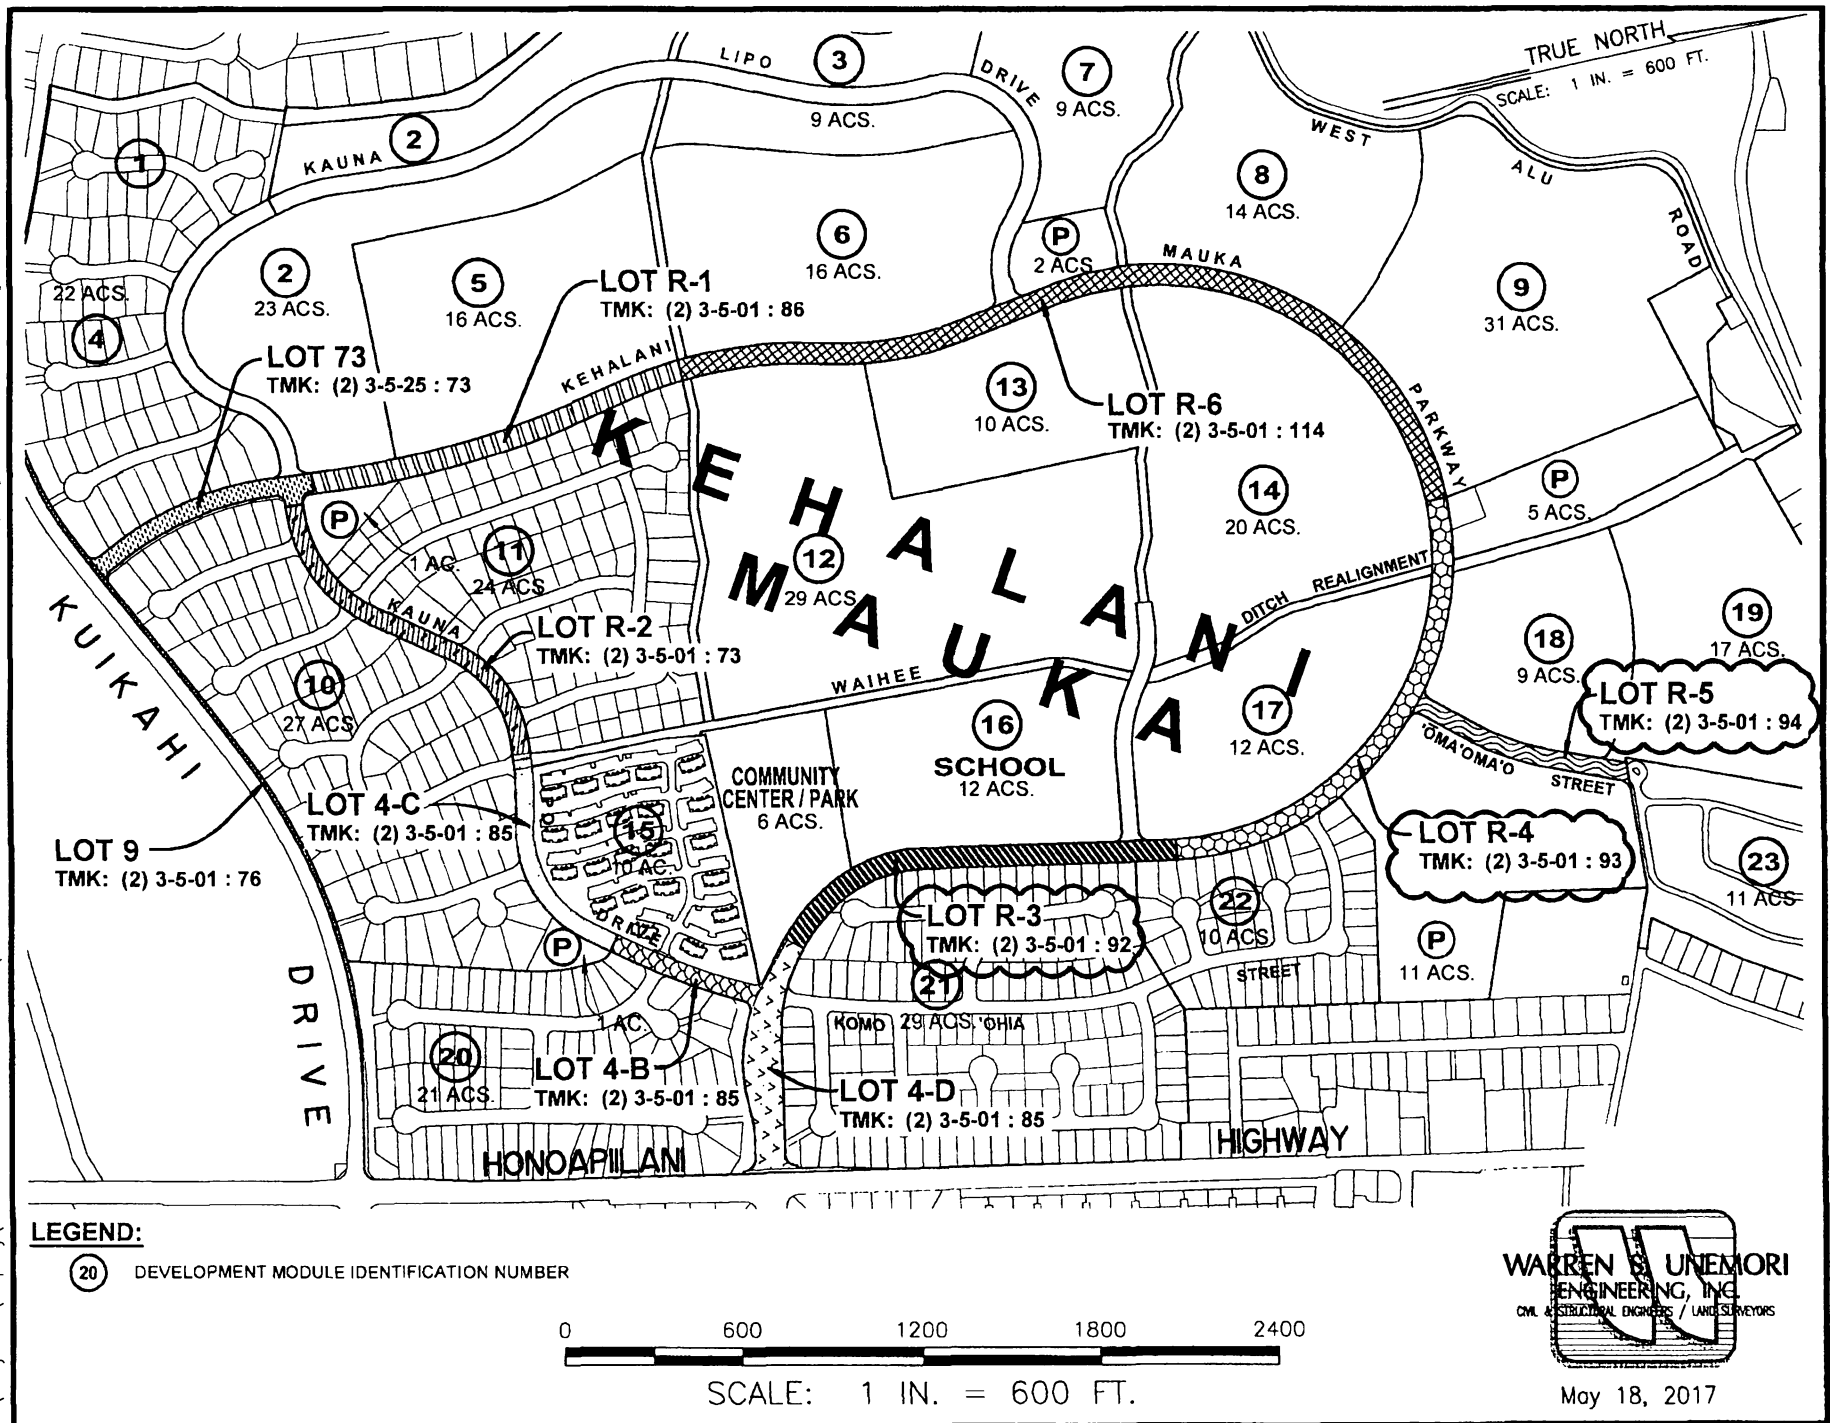 TRUE NORTH
1 IN. = 600 FT.
SCALE:
LIPO
3
9 ACS.
DRIVE
7
9 ACS.
WEST
ALU
ROAD
KAUNA
2
1
8
14 ACS.
22 ACS.
4
2
23 ACS.
5
16 ACS.
6
16 ACS.
P
2 ACS
MAUKA
9
31 ACS.
LOT R-1
TMK: (2) 3-5-01 : 86
LOT 73
TMK: (2) 3-5-25 : 73
KEHALANI
13
10 ACS.
LOT R-6
TMK: (2) 3-5-01 : 114
PARKWAY
KEHALANI
MAUKA
P
1 AC.
11
24 ACS
12
29 ACS
14
20 ACS.
P
5 ACS.
DITCH REALIGNMENT
KAUNA
LOT R-2
TMK: (2) 3-5-01 : 73
WAIHEE
18
9 ACS.
19
17 ACS.
10
27 ACS
KUIKAHI
DRIVE
16
SCHOOL
12 ACS.
17
12 ACS.
LOT R-5
TMK: (2) 3-5-01 : 94
'ŌMA'OMA'O
STREET
COMMUNITY
CENTER / PARK
6 ACS.
LOT 4-C
TMK: (2) 3-5-01 : 85
15
10 AC.
LOT 9
TMK: (2) 3-5-01 : 76
LOT R-4
TMK: (2) 3-5-01 : 93
23
11 ACS
DRIVE
P
1 AC.
LOT R-3
TMK: (2) 3-5-01 : 92
22
10 ACS
STREET
P
11 ACS.
21
29 ACS.
KOMO 'OHIA
20
21 ACS.
LOT 4-B
TMK: (2) 3-5-01 : 85
LOT 4-D
TMK: (2) 3-5-01 : 85
HONOAPIILANI
HIGHWAY
LEGEND:
20 DEVELOPMENT MODULE IDENTIFICATION NUMBER
0 600 1200 1800 2400
SCALE: 1 IN. = 600 FT.
WARREN S. UNEMORI
ENGINEERING, INC.
CIVIL & STRUCTURAL ENGINEERS / LAND SURVEYORS
May 18, 2017